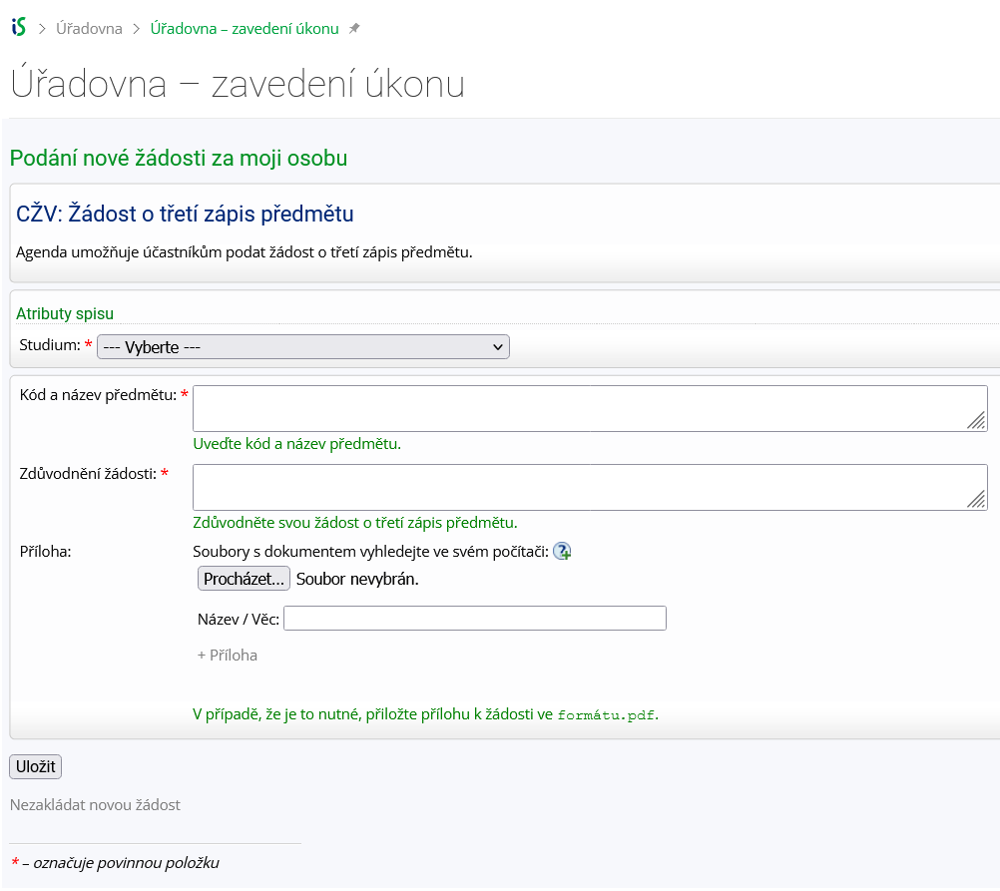 iS > Úřadovna > Úřadovna – zavedení úkonu
Úřadovna – zavedení úkonu
Podání nové žádosti za moji osobu
CŽV: Žádost o třetí zápis předmětu
Agenda umožňuje účastníkům podat žádost o třetí zápis předmětu.
Atributy spisu
Studium: * --- Vyberte ---
Kód a název předmětu: *
Uveďte kód a název předmětu.
Zdůvodnění žádosti: *
Zdůvodněte svou žádost o třetí zápis předmětu.
Příloha: Soubory s dokumentem vyhledejte ve svém počítači: ?
Procházet... Soubor nevybrán.
Název / Věc:
+ Příloha
V případě, že je to nutné, přiložte přílohu k žádosti ve formátu.pdf.
Uložit
Nezakládat novou žádost
* – označuje povinnou položku